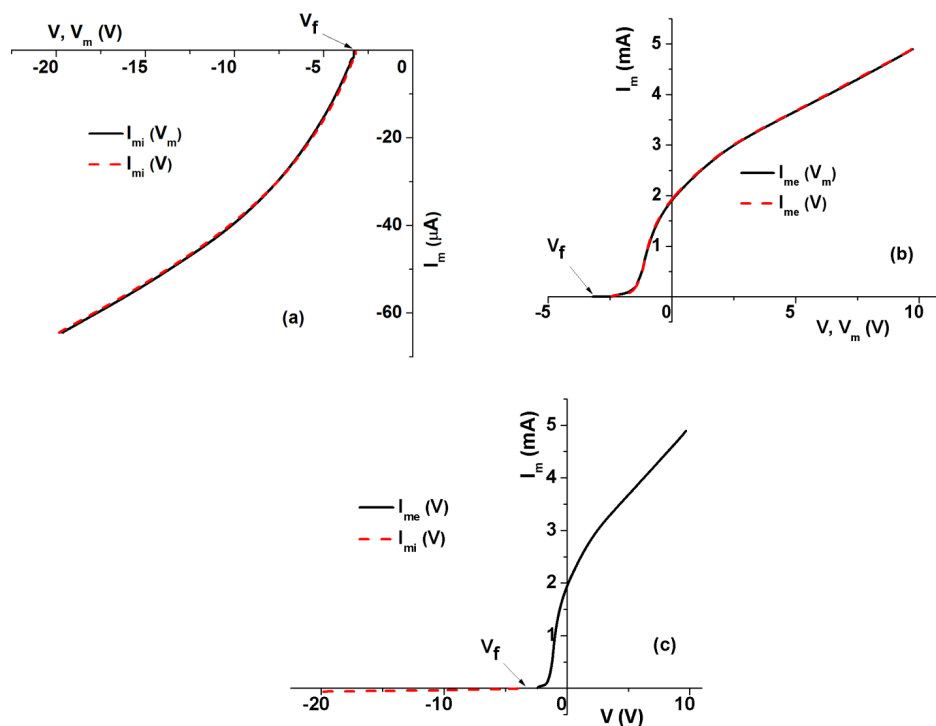 V, V_m (V)
V_f
-20 -15 -10 -5 0
I_mi (V_m)
I_mi (V)
-20
-40
-60
I_m (μA)
(a)
I_m (mA)
5
4
3
2
1
I_me (V_m)
I_me (V)
V_f
(b)
-5 0 5 10
V, V_m (V)
I_m (mA)
5
4
3
2
1
I_me (V)
I_mi (V)
V_f
(c)
-20 -10 0 10
V (V)